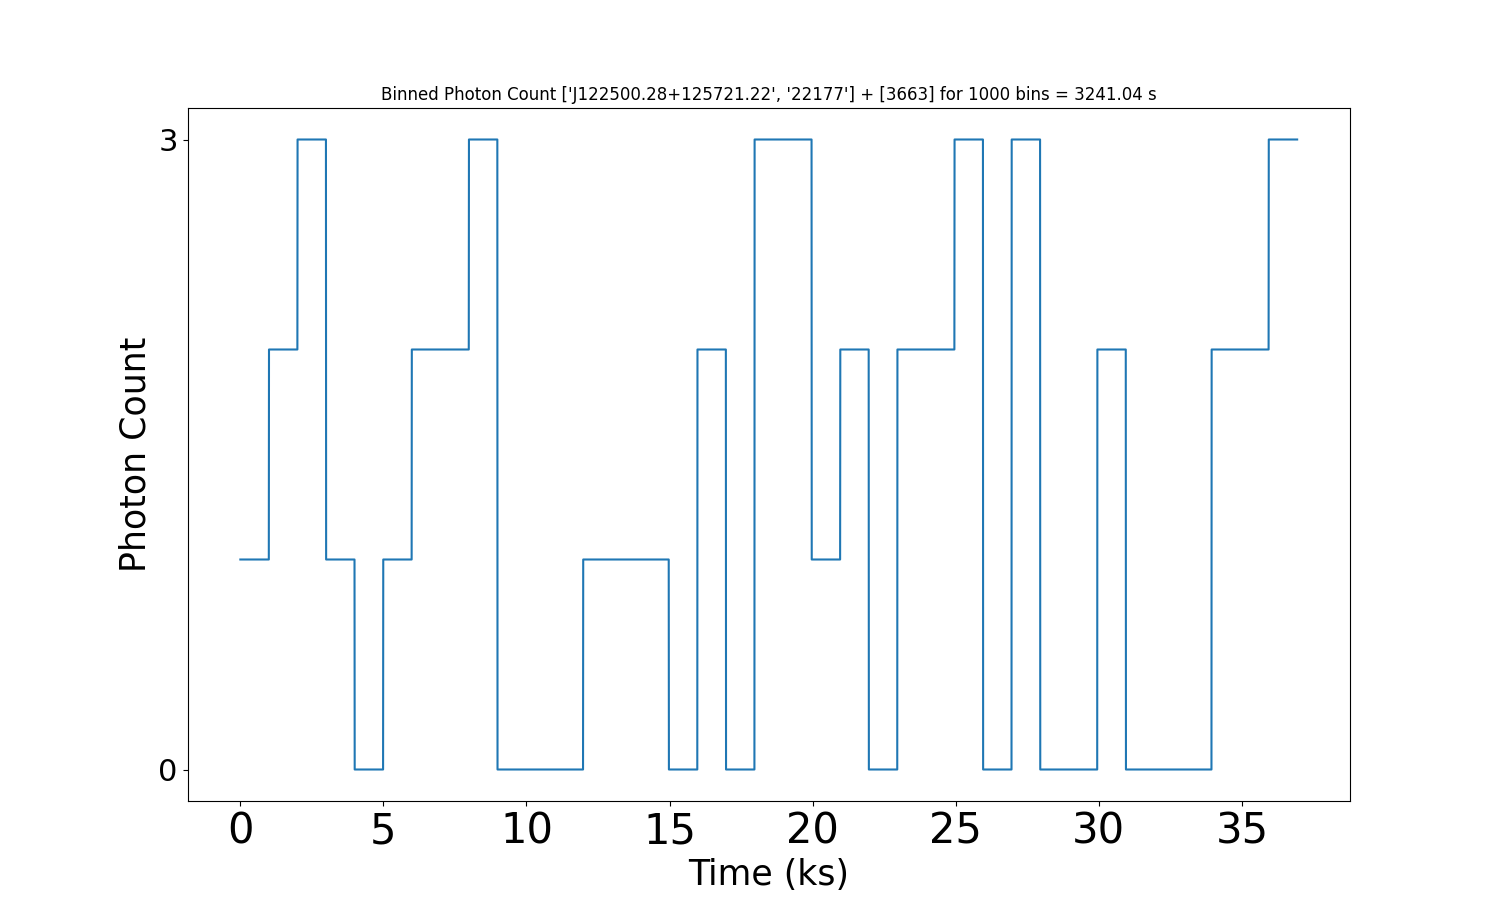 Binned Photon Count ['J122500.28+125721.22', '22177'] + [3663] for 1000 bins = 3241.04 s
3
Photon Count
0
0 5 10 15 20 25 30 35
Time (ks)